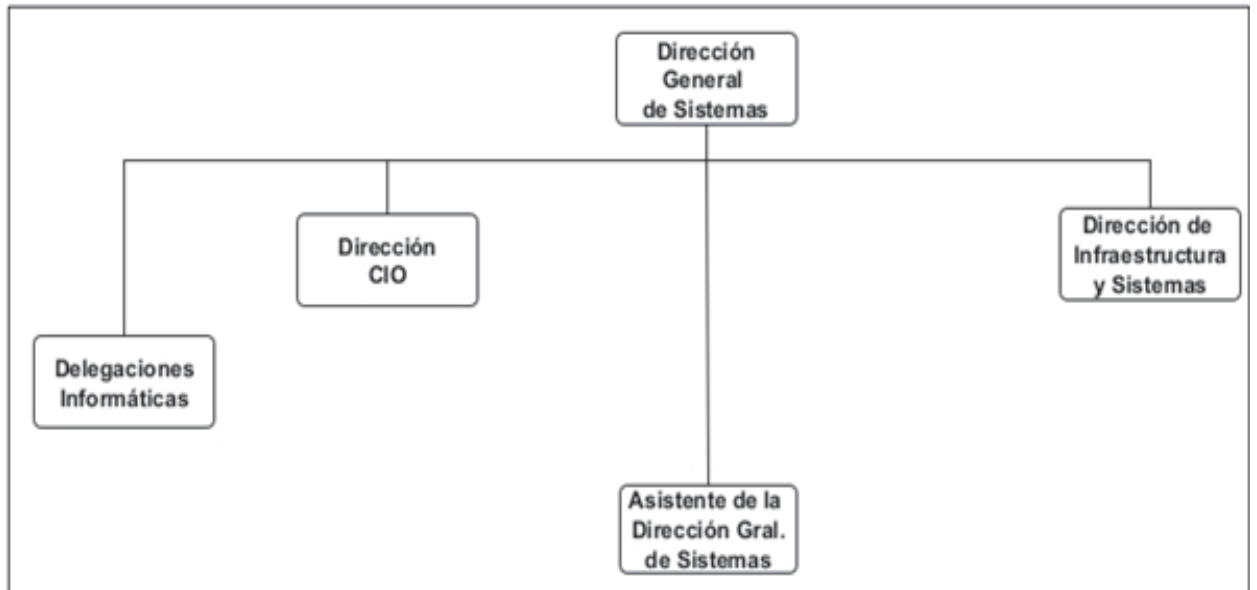 Dirección
General
de Sistemas
Dirección
CIO
Dirección de
Infraestructura
y Sistemas
Delegaciones
Informáticas
Asistente de la
Dirección Gral.
de Sistemas